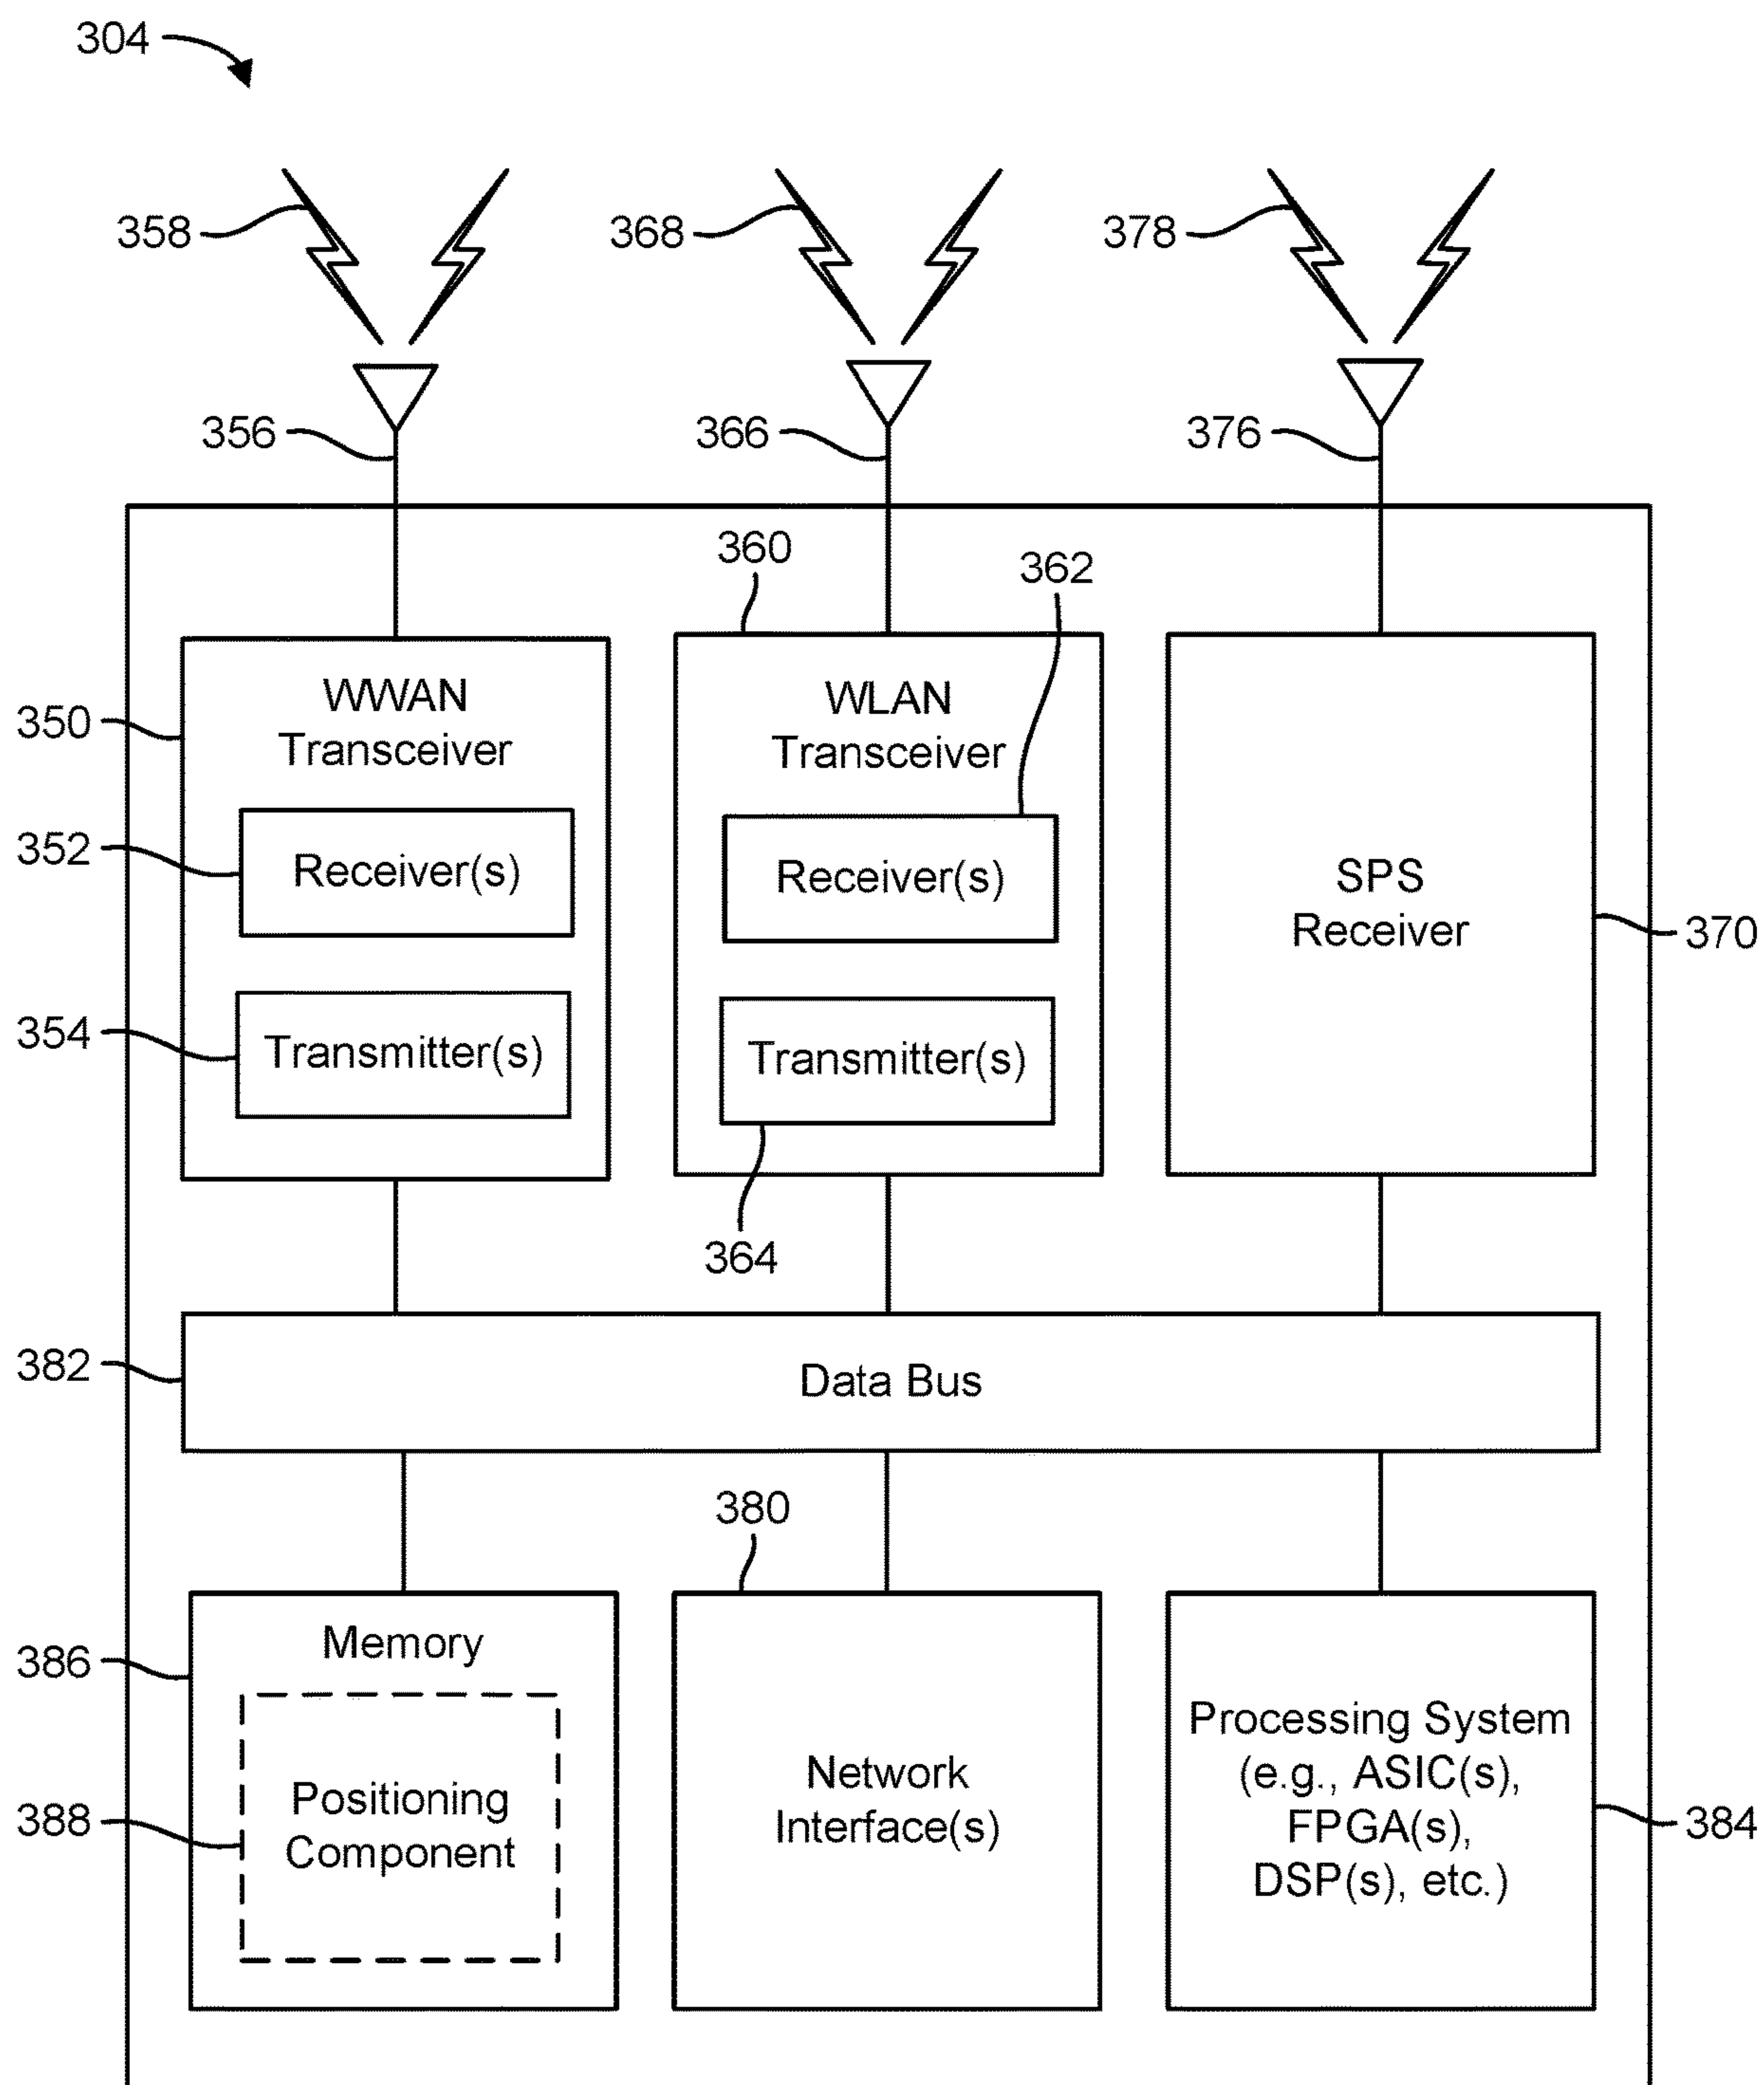 304
358
368
378
356
366
376
360
362
350
WWAN
Transceiver
WLAN
Transceiver
352
Receiver(s)
Receiver(s)
SPS
Receiver
370
354
Transmitter(s)
Transmitter(s)
364
382
Data Bus
380
386
Memory
388
Positioning
Component
Network
Interface(s)
Processing System
(e.g., ASIC(s),
FPGA(s),
DSP(s), etc.)
384